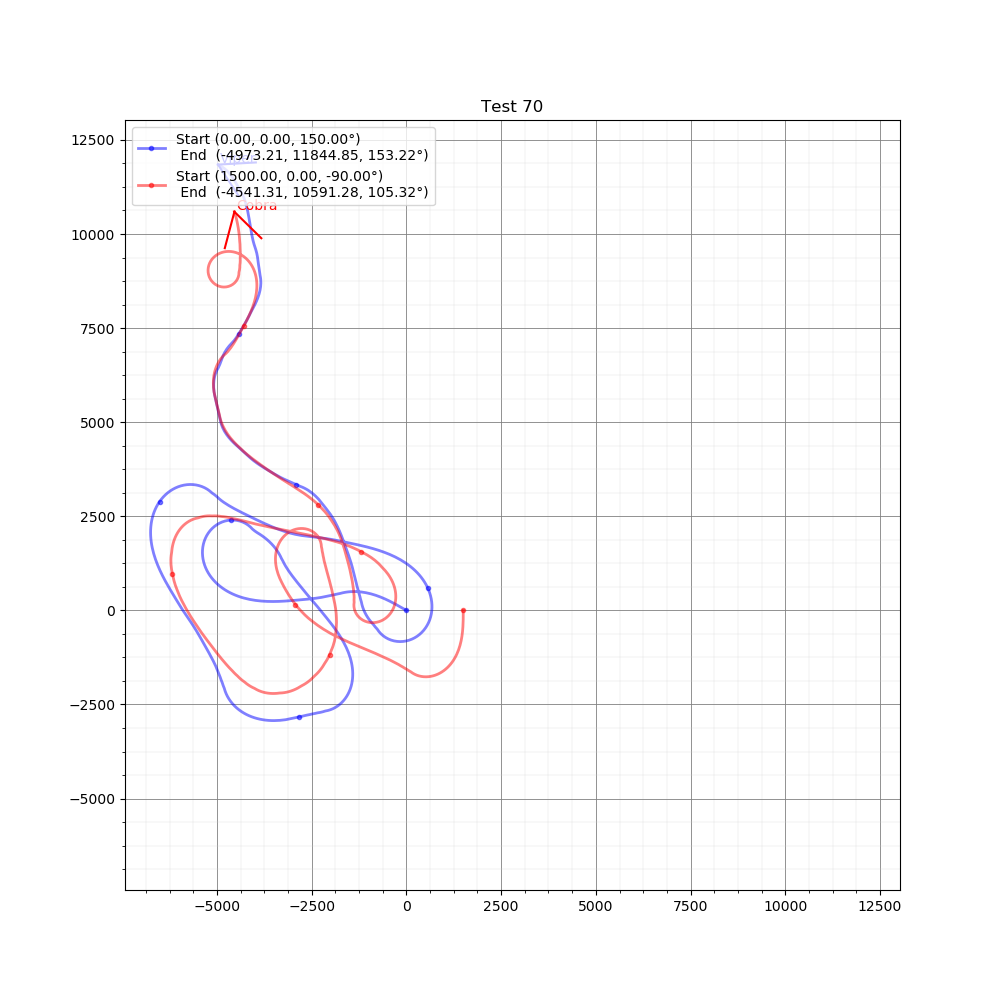 Test 70
Start (0.00, 0.00, 150.00°)
End (-4973.21, 11844.85, 153.22°)
Start (1500.00, 0.00, -90.00°)
End (-4541.31, 10591.28, 105.32°)
Cobra
12500
10000
7500
5000
2500
0
−2500
−5000
−5000 −2500 0 2500 5000 7500 10000 12500